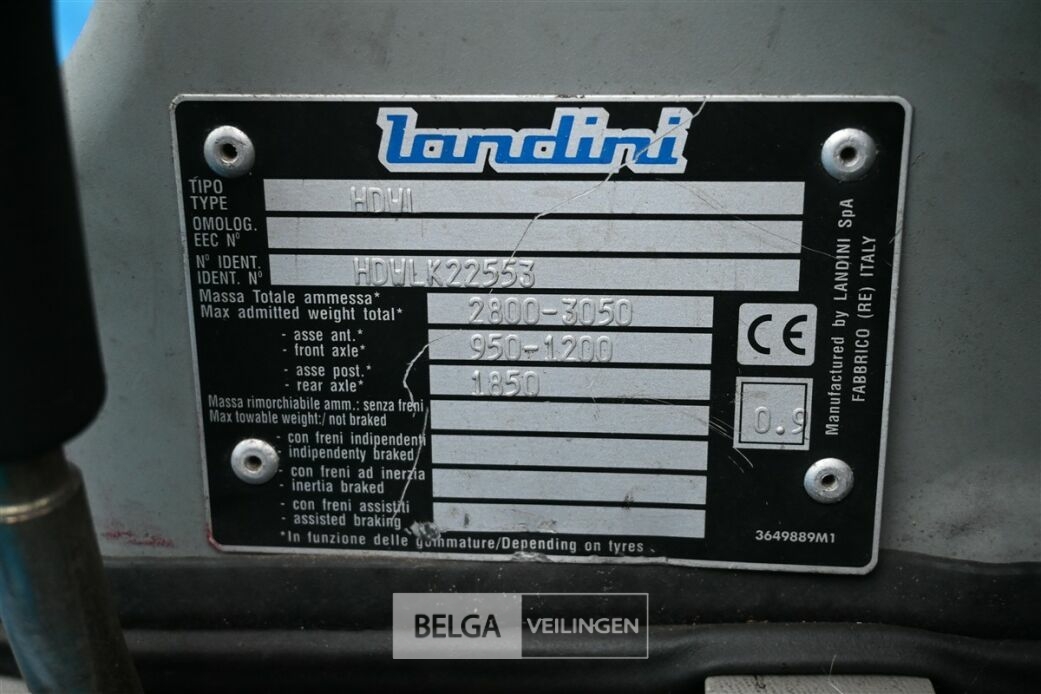 Landini
TIPO
TYPE HDWL
OMOLOG.
EEC N°
N° IDENT.
IDENT. N° HDWLK22553
Massa Totale ammessa*
Max admitted weight total* 2800-3050
- asse ant.*
- front axle* 950-1200
- asse post.*
- rear axle* 1850
Massa rimorchiabile amm.: senza freni
Max towable weight:/ not braked
- con freni indipendenti
indipendenty braked
- con freni ad inerzia
- inertia braked
- con freni assistiti
- assisted braking
*In funzione delle gommature/Depending on tyres
CE
0.9
Manufactured by LANDINI SpA
FABBRICO (RE) ITALY
3649889M1
BELGA VEILINGEN